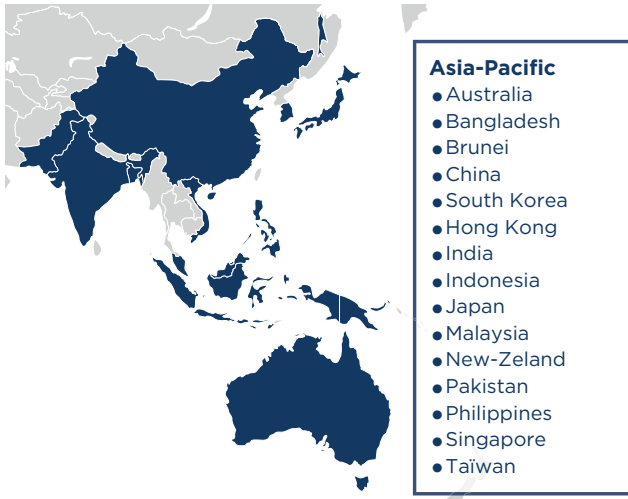 Asia-Pacific
• Australia
• Bangladesh
• Brunei
• China
• South Korea
• Hong Kong
• India
• Indonesia
• Japan
• Malaysia
• New-Zeland
• Pakistan
• Philippines
• Singapore
• Taïwan